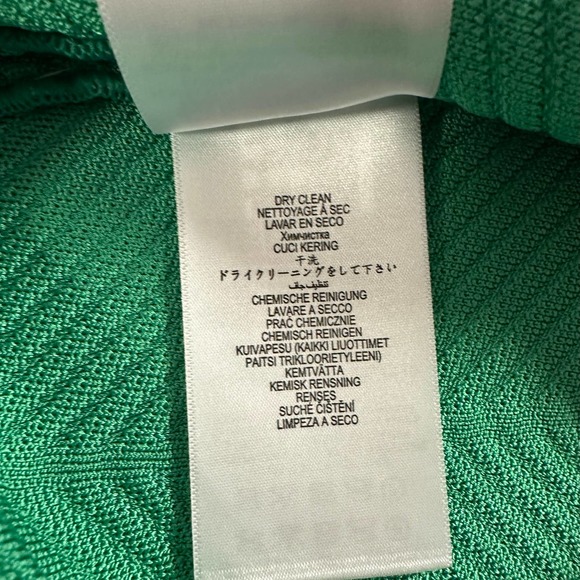 DRY CLEAN
NETTOYAGE À SEC
LAVAR EN SECO
Химчистка
CUCI KERING
干洗
ドライクリーニングをして下さい
تنظيف جاف
CHEMISCHE REINIGUNG
LAVARE A SECCO
PRAĆ CHEMICZNIE
CHEMISCH REINIGEN
KUIVAPESU (KAIKKI LIUOTTIMET
PAITSI TRIKLOORIETYLEENI)
KEMTVÄTTA
KEMISK RENSNING
RENSES
SUCHÉ ČIŠTĚNÍ
LIMPEZA A SECO